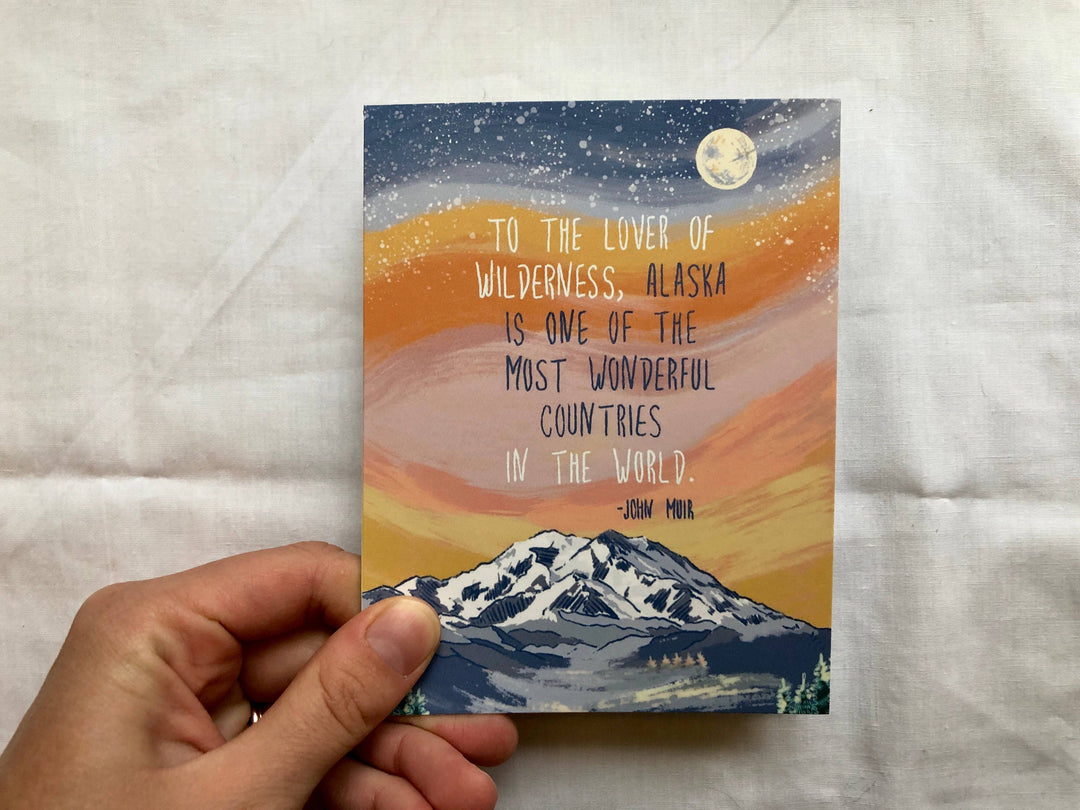 TO THE LOVER OF
WILDERNESS, ALASKA
IS ONE OF THE
MOST WONDERFUL
COUNTRIES
IN THE WORLD.
-JOHN MUIR